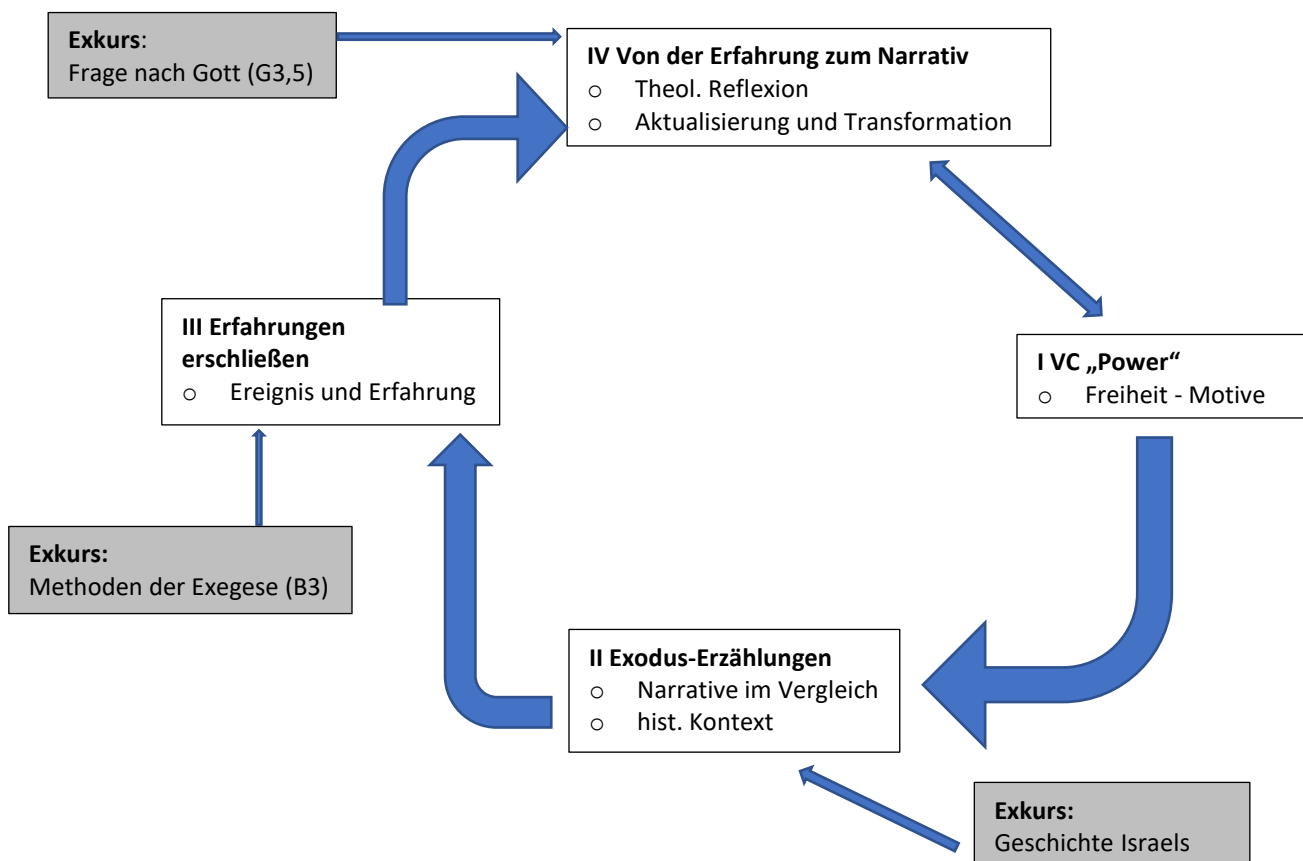 Exkurs:
Frage nach Gott (G3,5)
IV Von der Erfahrung zum Narrativ
o Theol. Reflexion
o Aktualisierung und Transformation
III Erfahrungen
erschließen
o Ereignis und Erfahrung
I VC „Power“
o Freiheit - Motive
Exkurs:
Methoden der Exegese (B3)
II Exodus-Erzählungen
o Narrative im Vergleich
o hist. Kontext
Exkurs:
Geschichte Israels